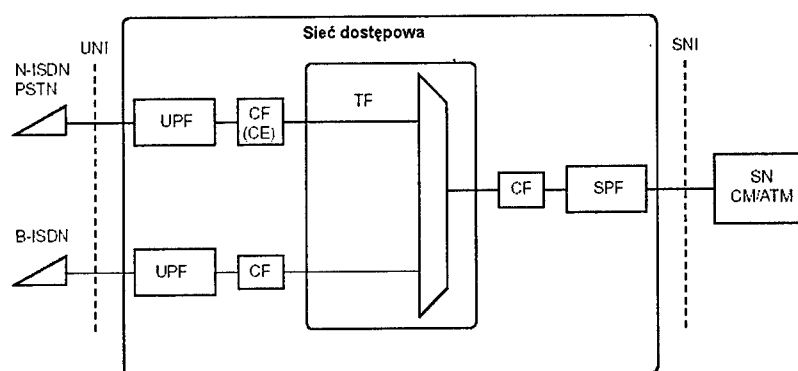 Sieć dostępowa
UNI
SNI
N-ISDN
PSTN
UPF
CF
(CE)
TF
CF
SPF
SN
CM/ATM
B-ISDN
UPF
CF